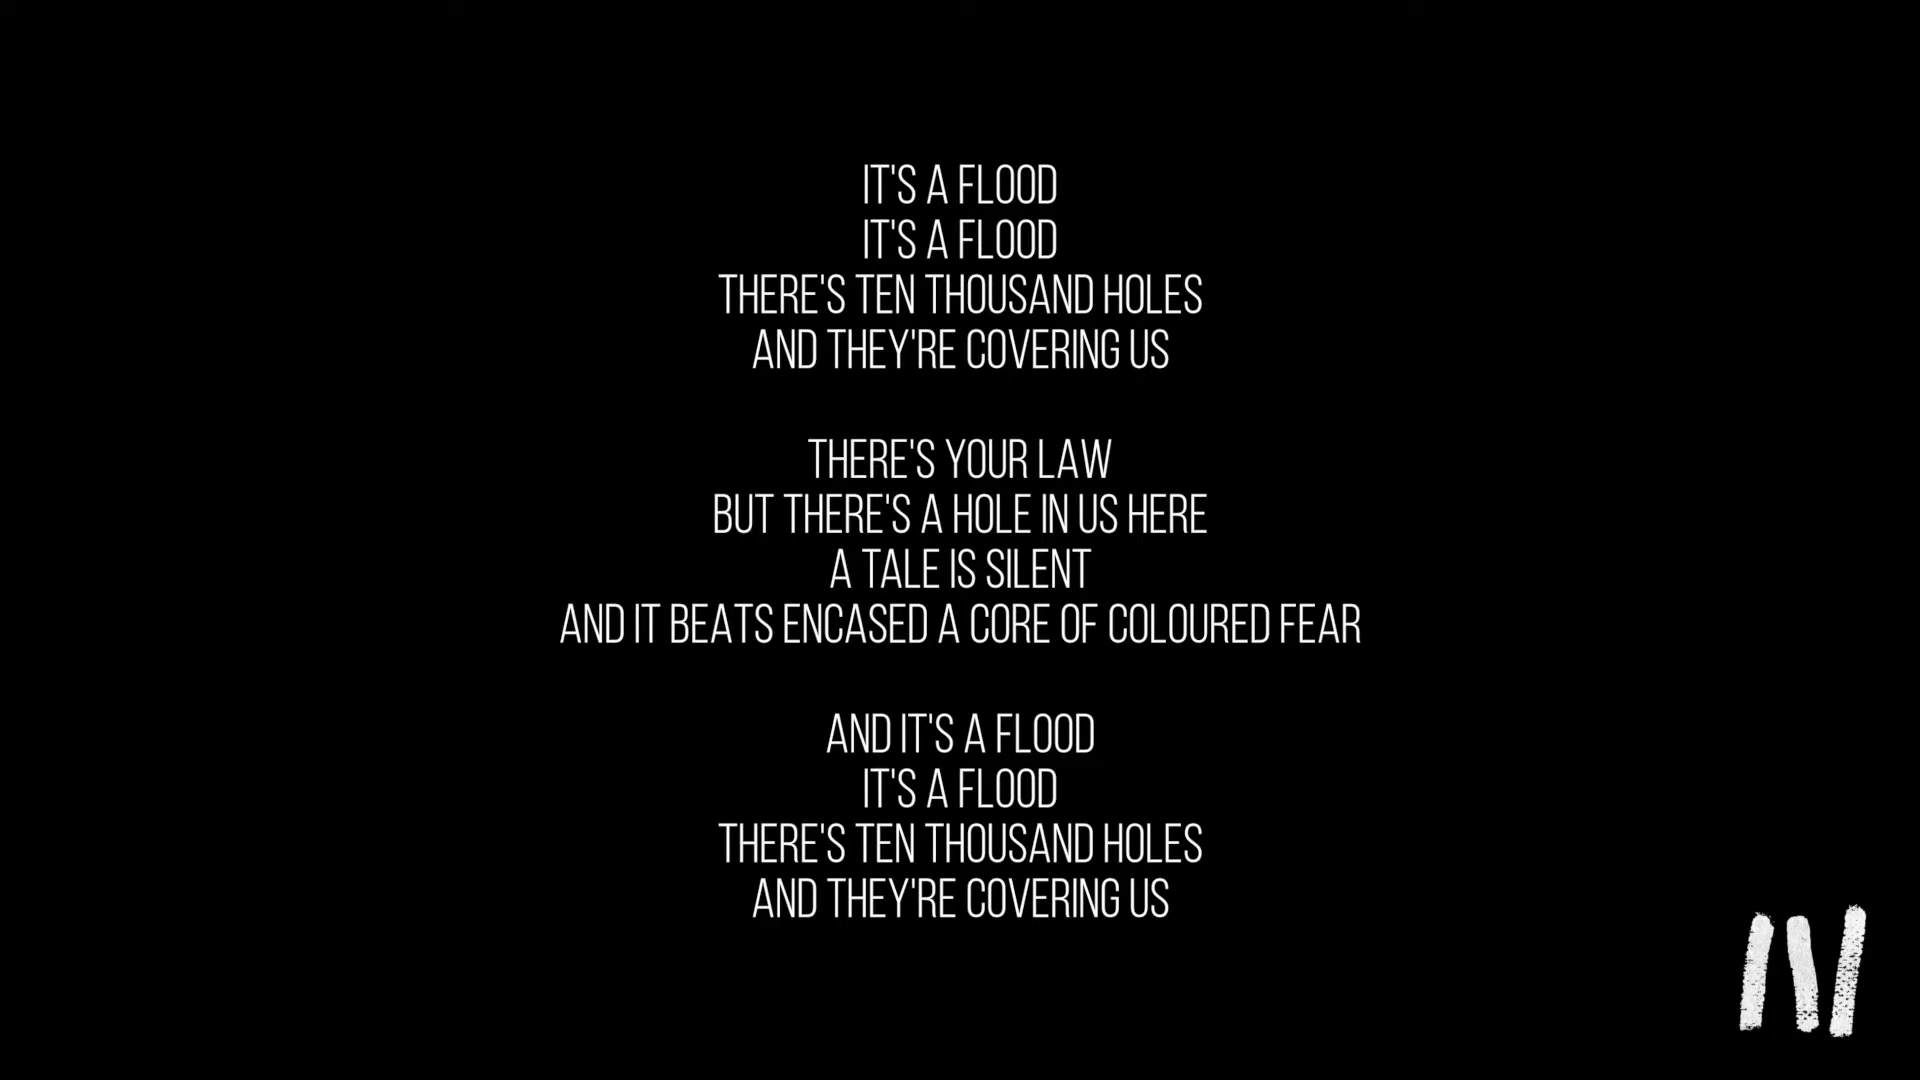 IT'S A FLOOD
IT'S A FLOOD
THERE'S TEN THOUSAND HOLES
AND THEY'RE COVERING US
THERE'S YOUR LAW
BUT THERE'S A HOLE IN US HERE
A TALE IS SILENT
AND IT BEATS ENCASED A CORE OF COLOURED FEAR
AND IT'S A FLOOD
IT'S A FLOOD
THERE'S TEN THOUSAND HOLES
AND THEY'RE COVERING US